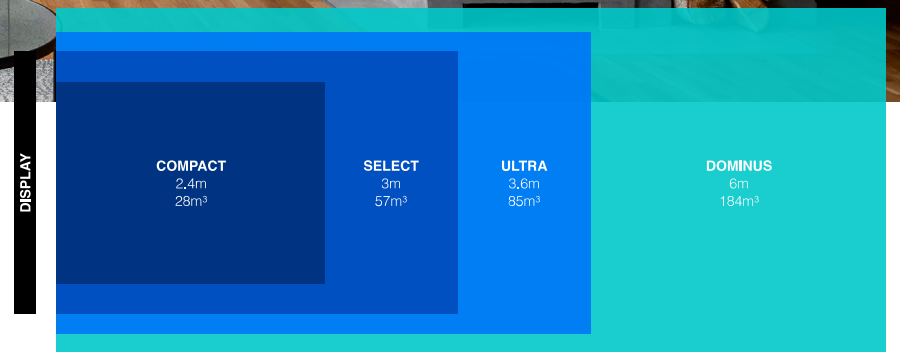 DISPLAY
COMPACT
2.4m
28m³
SELECT
3m
57m³
ULTRA
3.6m
85m³
DOMINUS
6m
184m³